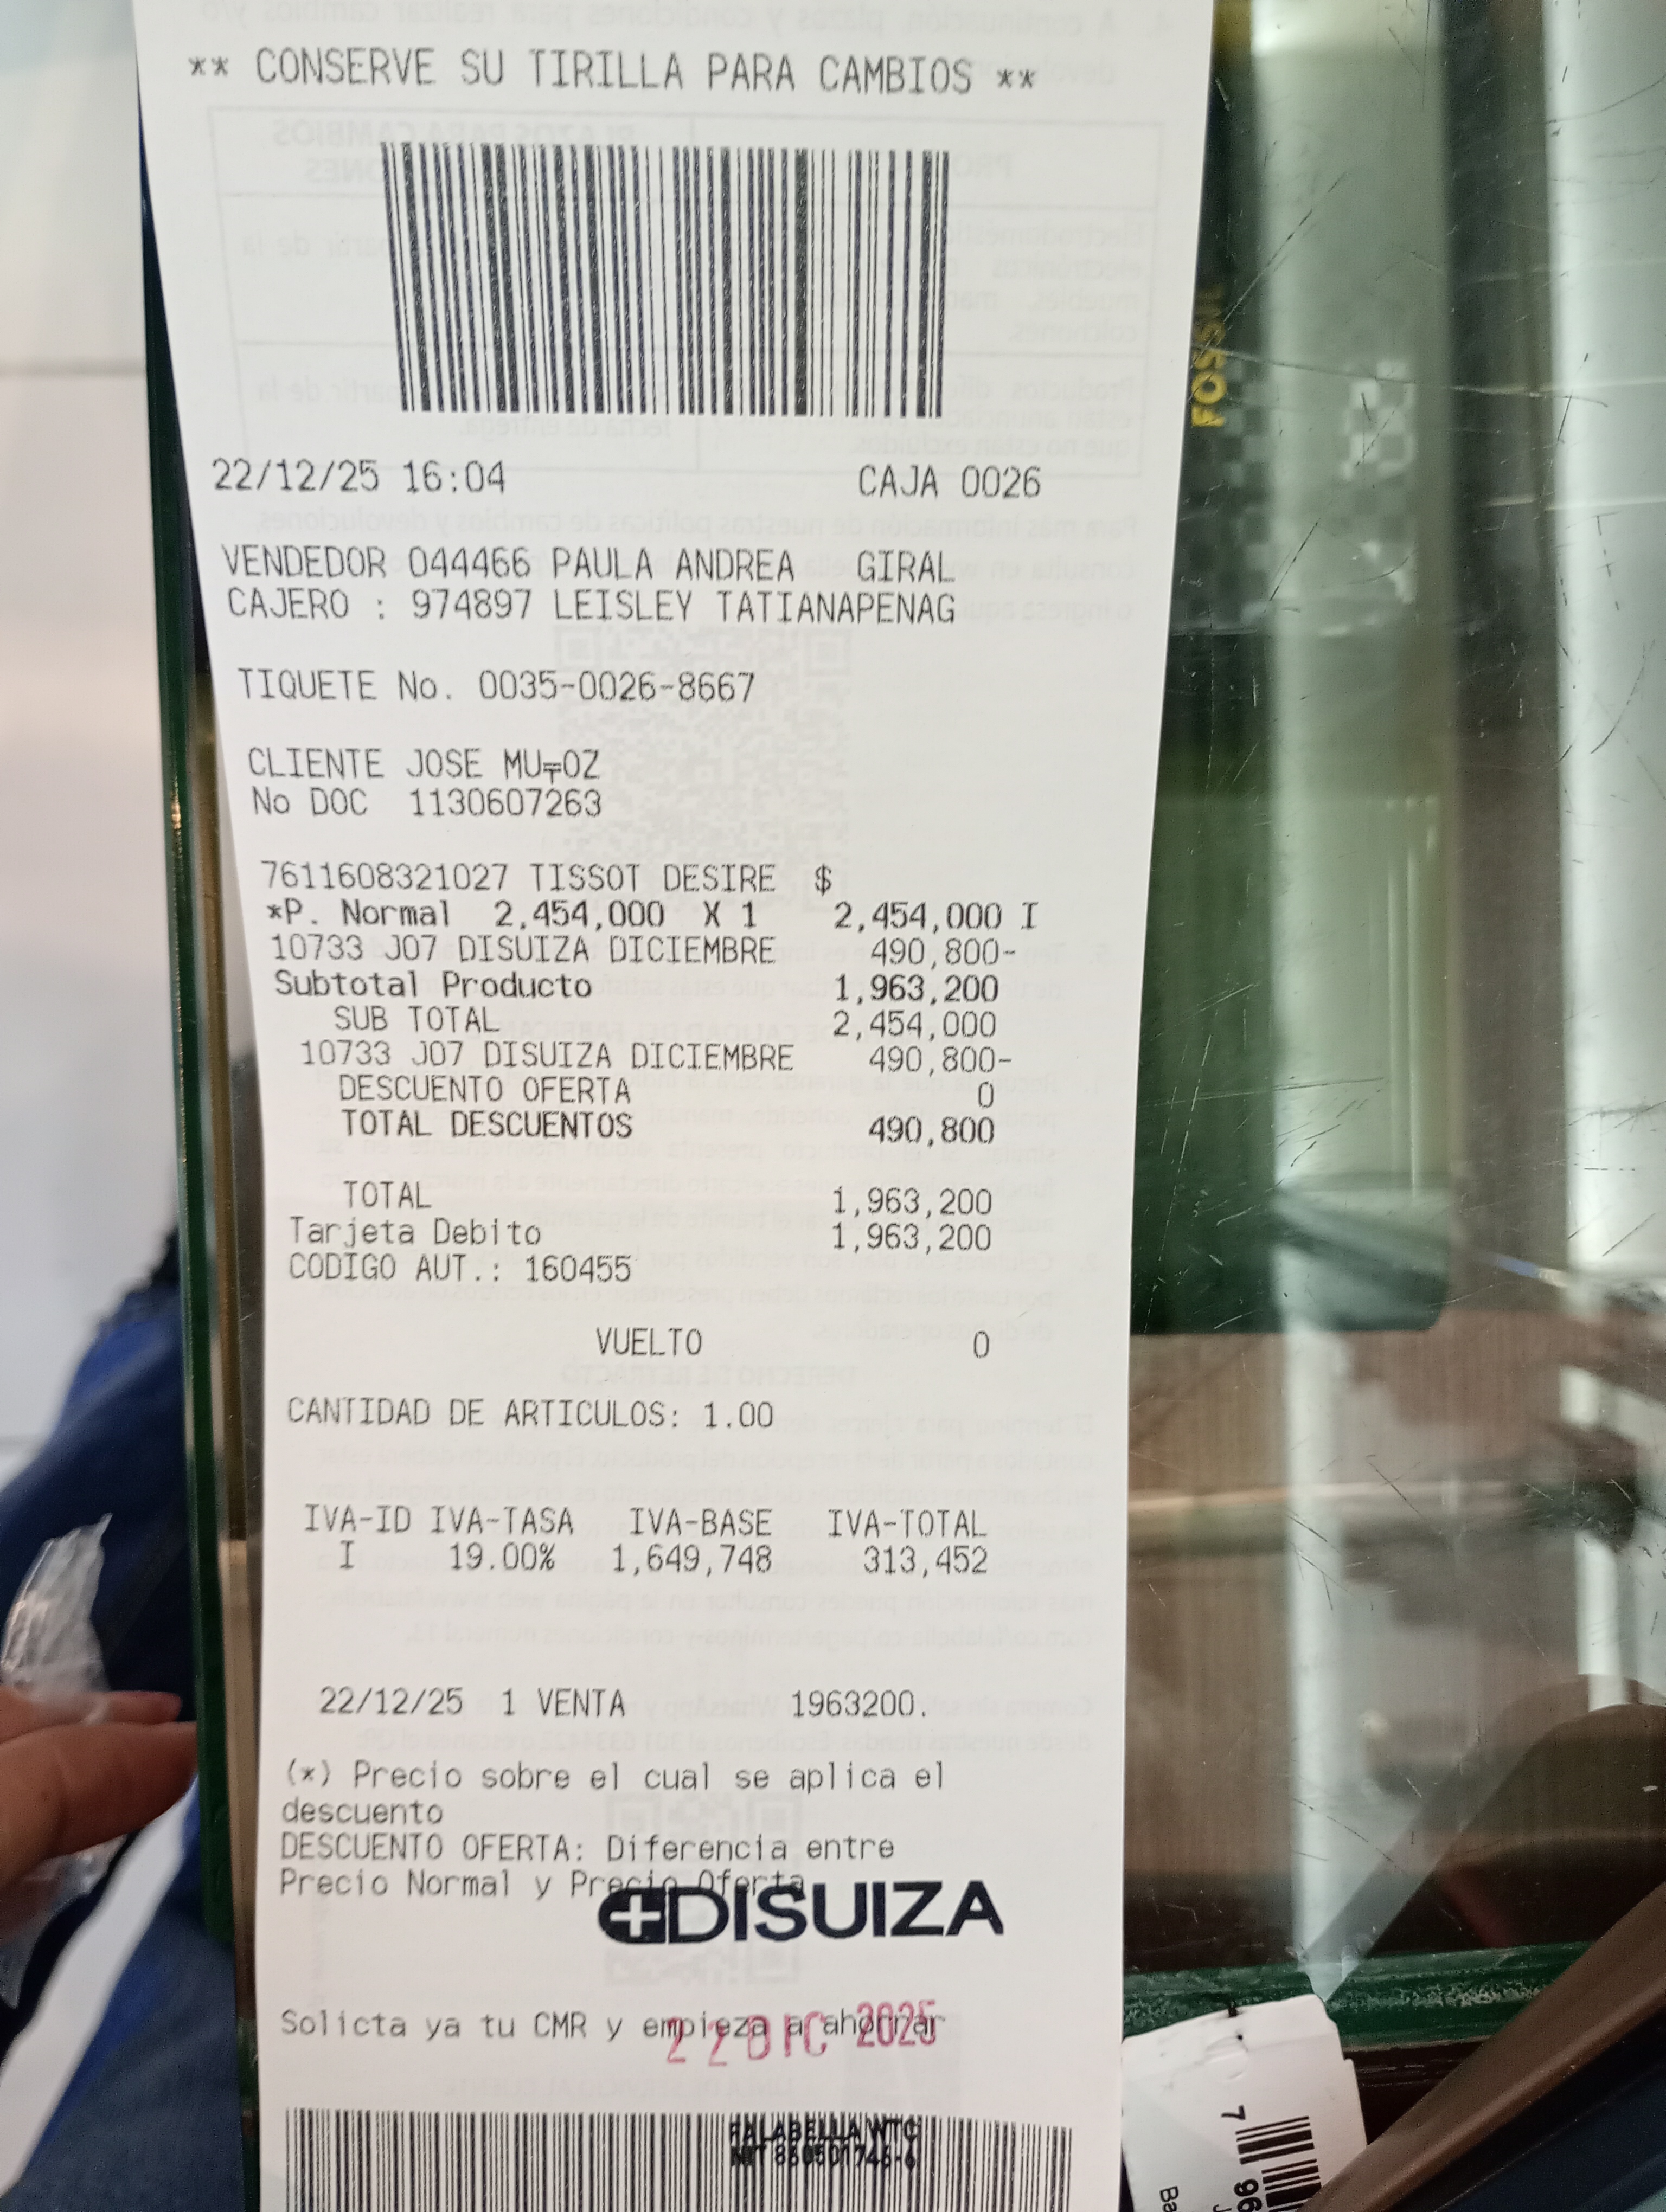 ** CONSERVE SU TIRILLA PARA CAMBIOS **
22/12/25 16:04 CAJA 0026
VENDEDOR 044466 PAULA ANDREA GIRAL
CAJERO : 974897 LEISLEY TATIANAPENAG
TIQUETE No. 0035-0026-8667
CLIENTE JOSE MU╤OZ
No DOC 1130607263
7611608321027 TISSOT DESIRE $
*P. Normal 2,454,000 X 1 2,454,000 I
10733 J07 DISUIZA DICIEMBRE 490,800-
Subtotal Producto 1,963,200
SUB TOTAL 2,454,000
10733 J07 DISUIZA DICIEMBRE 490,800-
DESCUENTO OFERTA 0
TOTAL DESCUENTOS 490,800
TOTAL 1,963,200
Tarjeta Debito 1,963,200
CODIGO AUT.: 160455
VUELTO 0
CANTIDAD DE ARTICULOS: 1.00
IVA-ID IVA-TASA IVA-BASE IVA-TOTAL
I 19.00% 1,649,748 313,452
22/12/25 1 VENTA 1963200.
(*) Precio sobre el cual se aplica el
descuento
DESCUENTO OFERTA: Diferencia entre
Precio Normal y Precio Oferta
DISUIZA
Solicta ya tu CMR y empieza a ahorrar
22 DIC 2025
FALABELLA WTC
NIT 860501746-6
FOSSIL
7
96
Ba